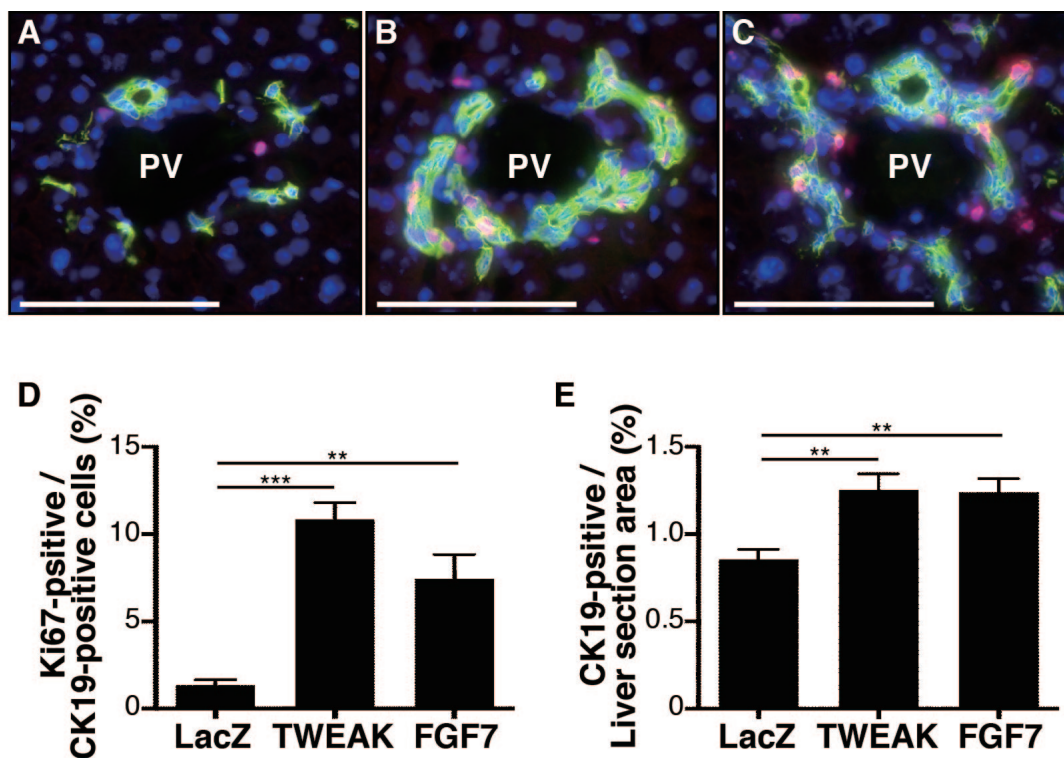 A
B
C
PV
PV
PV
D
Ki67-psitive /
CK19-positive cells (%)
15
10
5
0
**
***
LacZ
TWEAK
FGF7
E
CK19-psitive /
Liver section area (%)
1.5
1.0
0.5
0
**
**
LacZ
TWEAK
FGF7